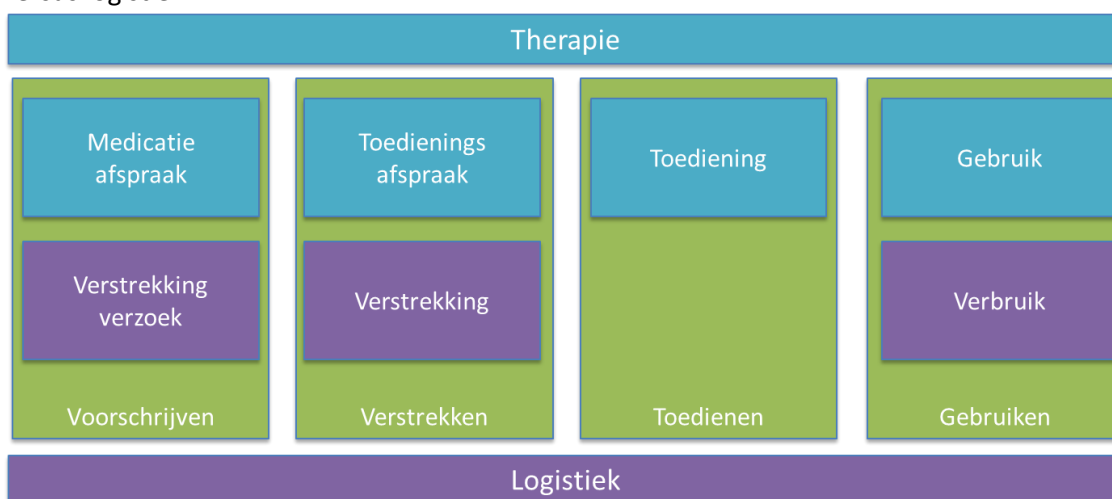 Therapie
Medicatie
afspraak
Toedienings
afspraak
Toediening
Gebruik
Verstrekking
verzoek
Verstrekking
Verbruik
Voorschrijven
Verstrekken
Toedienen
Gebruiken
Logistiek